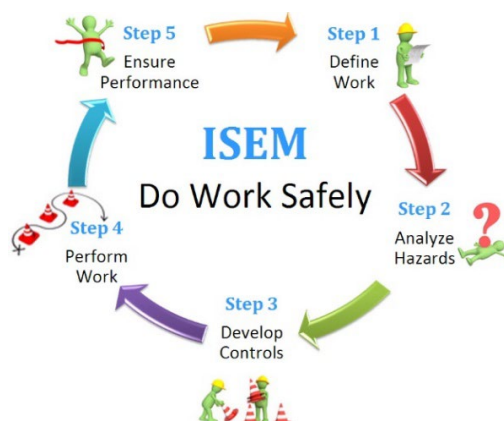 ISEM
Do Work Safely
Step 1
Define
Work
Step 2
Analyze
Hazards
?
Step 3
Develop
Controls
Step 4
Perform
Work
Step 5
Ensure
Performance